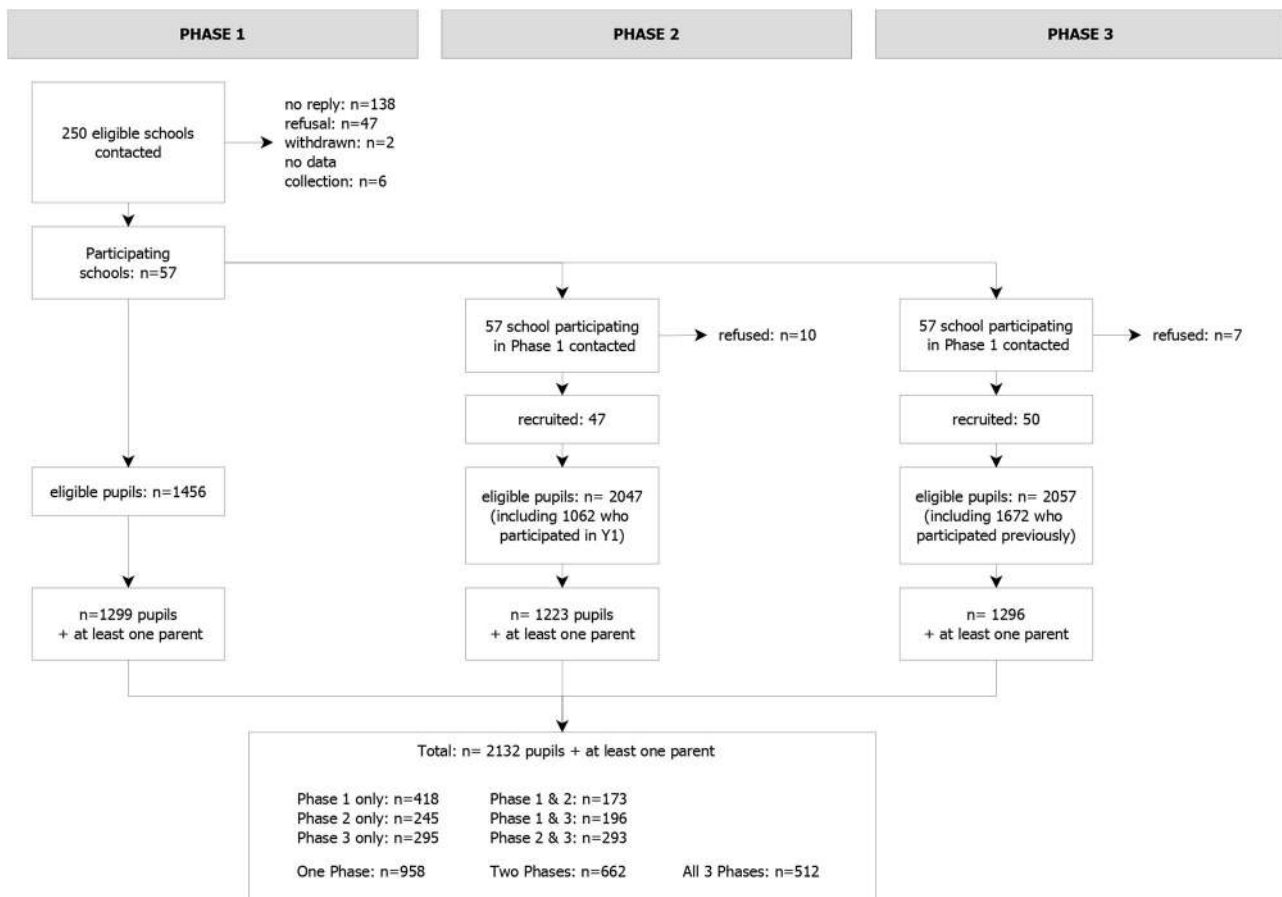 PHASE 1
PHASE 2
PHASE 3
250 eligible schools
contacted
no reply: n=138
refusal: n=47
withdrawn: n=2
no data
collection: n=6
Participating
schools: n=57
57 school participating
in Phase 1 contacted
refused: n=10
57 school participating
in Phase 1 contacted
refused: n=7
recruited: 47
recruited: 50
eligible pupils: n=1456
eligible pupils: n= 2047
(including 1062 who
participated in Y1)
eligible pupils: n= 2057
(including 1672 who
participated previously)
n=1299 pupils
+ at least one parent
n= 1223 pupils
+ at least one parent
n= 1296
+ at least one parent
Total: n= 2132 pupils + at least one parent
Phase 1 only: n=418
Phase 2 only: n=245
Phase 3 only: n=295
Phase 1 & 2: n=173
Phase 1 & 3: n=196
Phase 2 & 3: n=293
One Phase: n=958
Two Phases: n=662
All 3 Phases: n=512